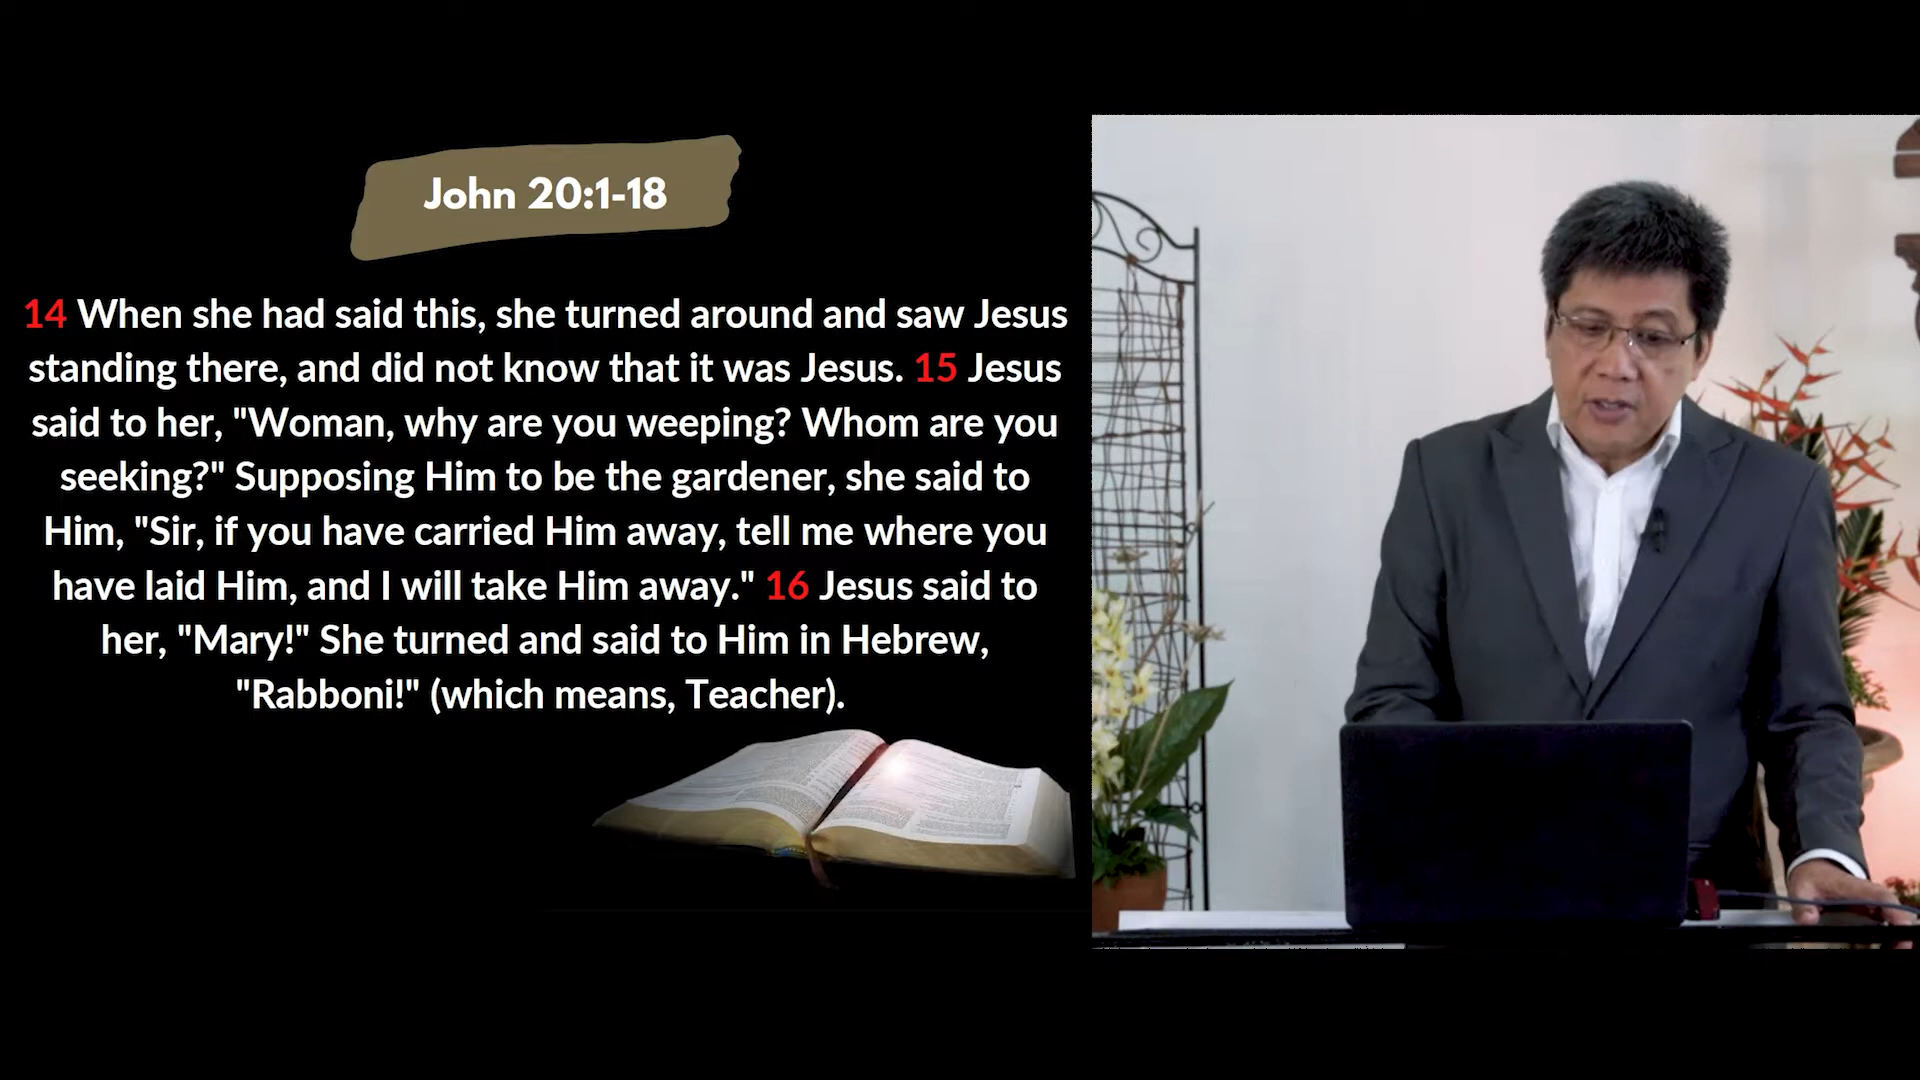 John 20:1-18
14 When she had said this, she turned around and saw Jesus
standing there, and did not know that it was Jesus. 15 Jesus
said to her, "Woman, why are you weeping? Whom are you
seeking?" Supposing Him to be the gardener, she said to
Him, "Sir, if you have carried Him away, tell me where you
have laid Him, and I will take Him away." 16 Jesus said to
her, "Mary!" She turned and said to Him in Hebrew,
"Rabboni!" (which means, Teacher).